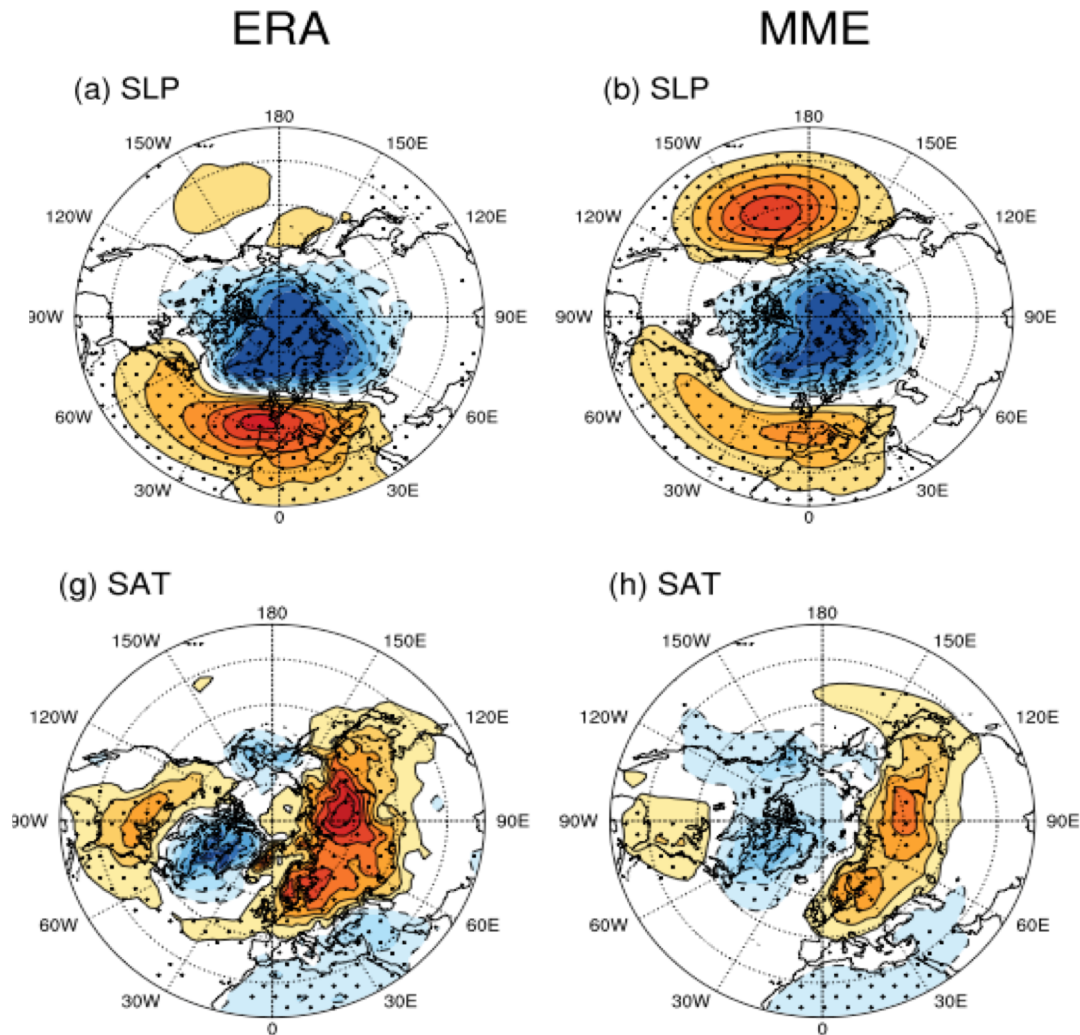 ERA MME
(a) SLP (b) SLP
180 180
150W 150E 150W 150E
120W 120E 120W 120E
90W 90E 90W 90E
60W 60E 60W 60E
30W 30E 30W 30E
0 0
(g) SAT (h) SAT
180 180
150W 150E 150W 150E
120W 120E 120W 120E
90W 90E 90W 90E
60W 60E 60W 60E
30W 30E 30W 30E
0 0